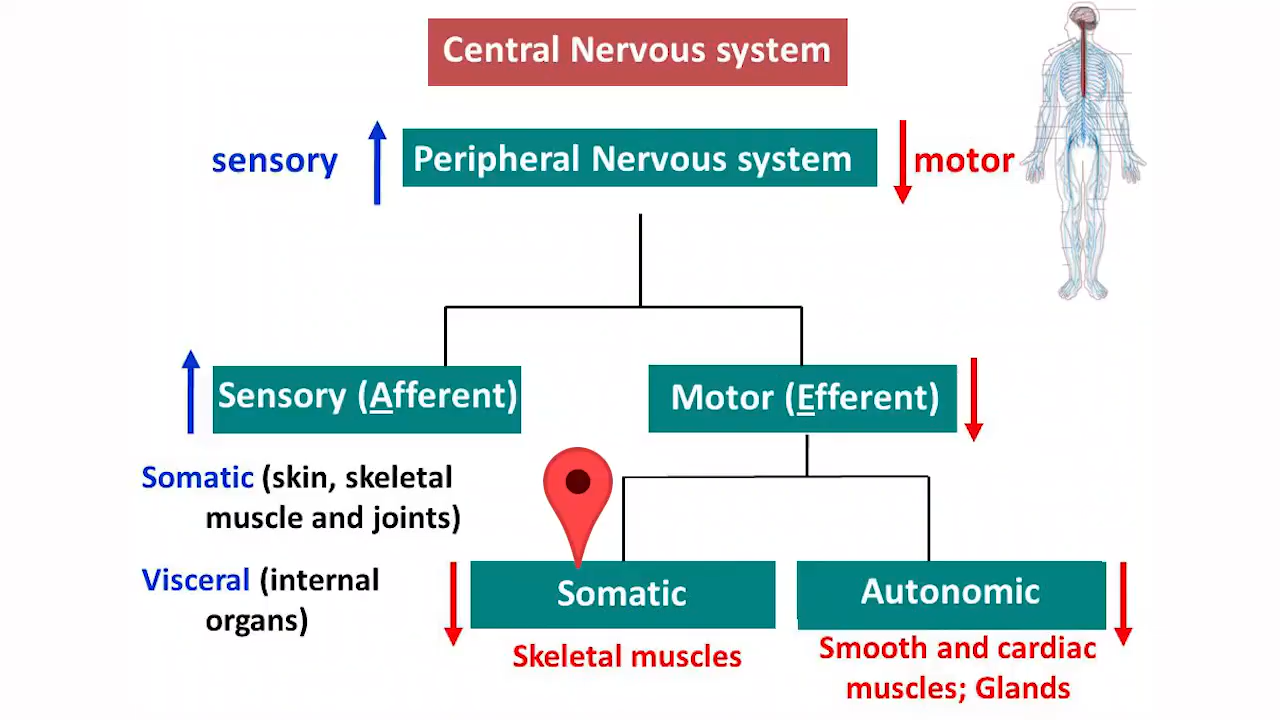 Central Nervous system
sensory
Peripheral Nervous system
motor
Sensory (Afferent)
Motor (Efferent)
Somatic (skin, skeletal
muscle and joints)
Visceral (internal
organs)
Somatic
Autonomic
Skeletal muscles
Smooth and cardiac
muscles; Glands